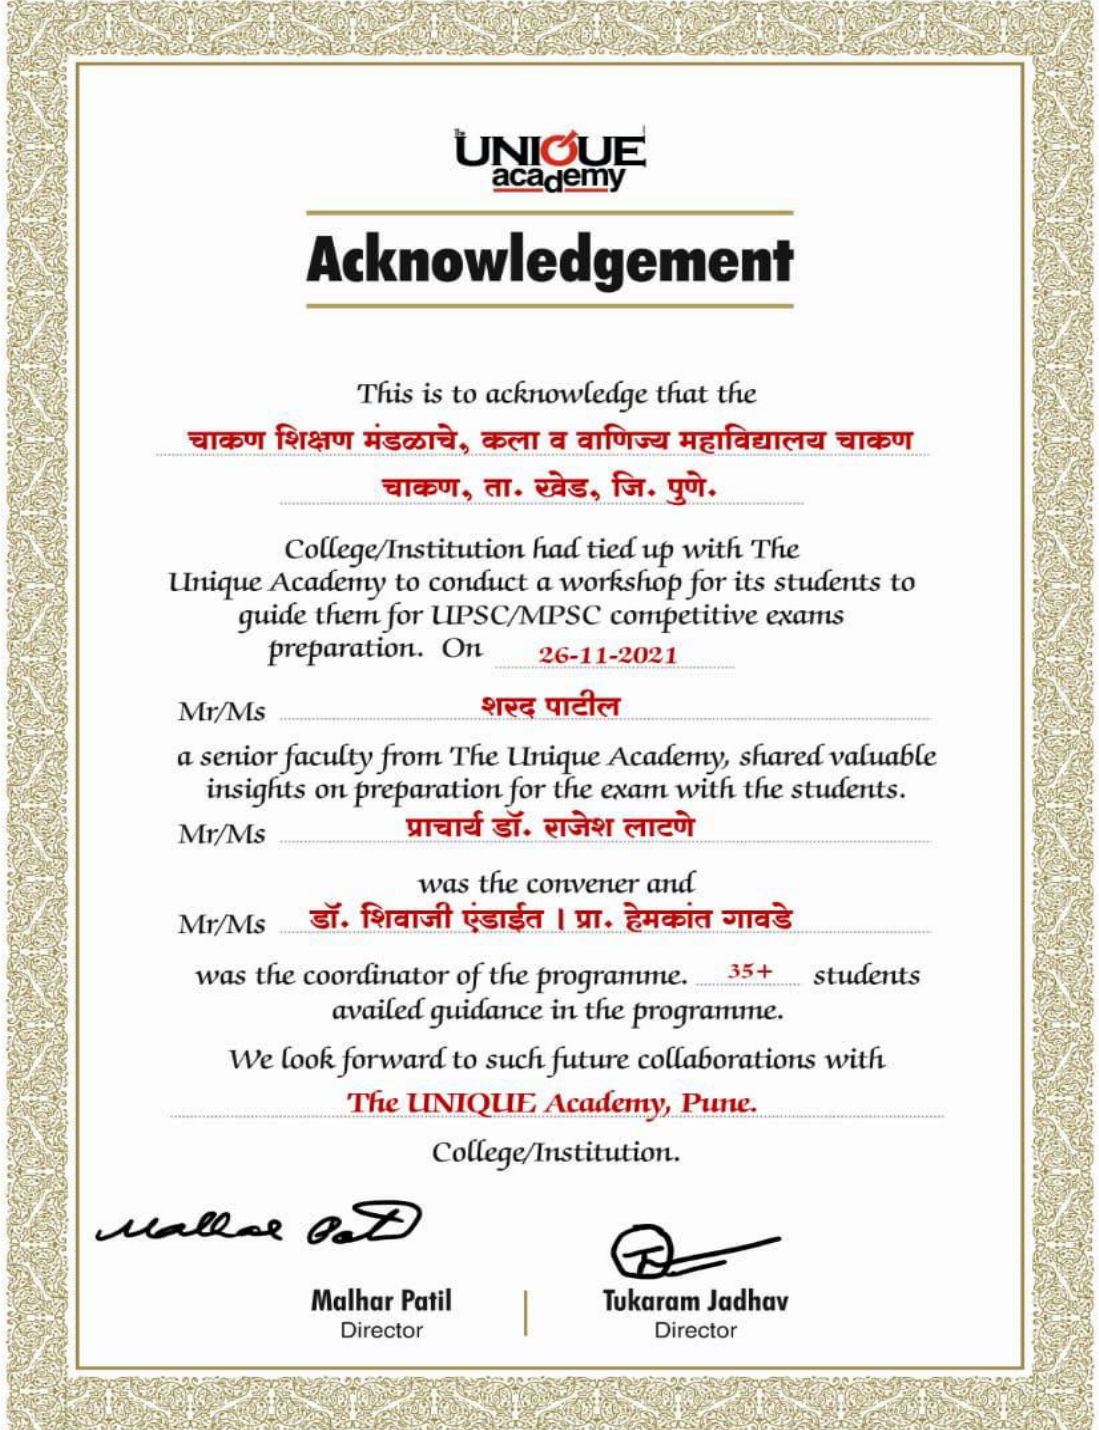 The
UNIQUE
academy
Acknowledgement
This is to acknowledge that the
चाकण शिक्षण मंडळाचे, कला व वाणिज्य महाविद्यालय चाकण
चाकण, ता. खेड, जि. पुणे.
College/Institution had tied up with The
Unique Academy to conduct a workshop for its students to
guide them for UPSC/MPSC competitive exams
preparation. On 26-11-2021
Mr/Ms शरद पाटील
a senior faculty from The Unique Academy, shared valuable
insights on preparation for the exam with the students.
Mr/Ms प्राचार्य डॉ. राजेश लाटणे
was the convener and
Mr/Ms डॉ. शिवाजी एंडाईत | प्रा. हेमकांत गावडे
was the coordinator of the programme. 35+ students
availed guidance in the programme.
We look forward to such future collaborations with
The UNIQUE Academy, Pune.
College/Institution.
Malhar Patil
Malhar Patil Tukaram Jadhav
Director Director